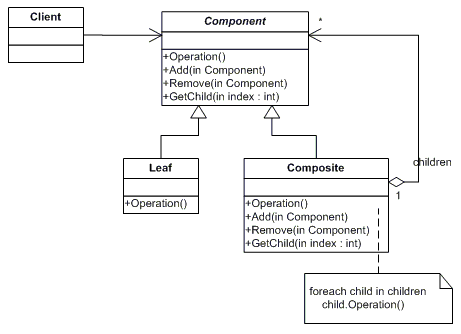 Client
Component
*
+Operation()
+Add(in Component)
+Remove(in Component)
+GetChild(in index : int)
children
Leaf
Composite
1
+Operation()
+Operation()
+Add(in Component)
+Remove(in Component)
+GetChild(in index : int)
foreach child in children
child.Operation()